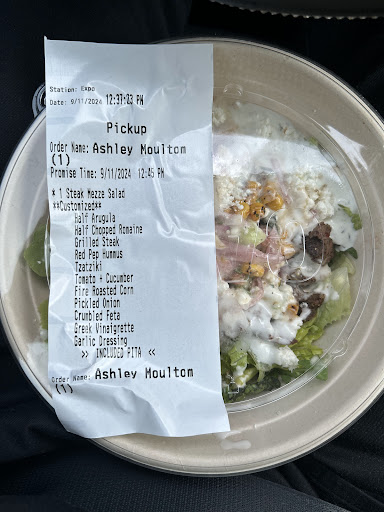 Station: Expo
Date: 9/11/2024 12:37:23 PM
Pickup
Order Name: Ashley Moultom
(1)
Promise Time: 9/11/2024 12:45 PM
* 1 Steak Mezze Salad
**Customized**
Half Arugula
Half Chopped Romaine
Grilled Steak
Red Pep Hummus
Tzatziki
Tomato + Cucumber
Fire Roasted Corn
Pickled Onion
Crumbled Feta
Greek Vinaigrette
Garlic Dressing
>> INCLUDED PITA <<
Order Name: Ashley Moultom
(1)